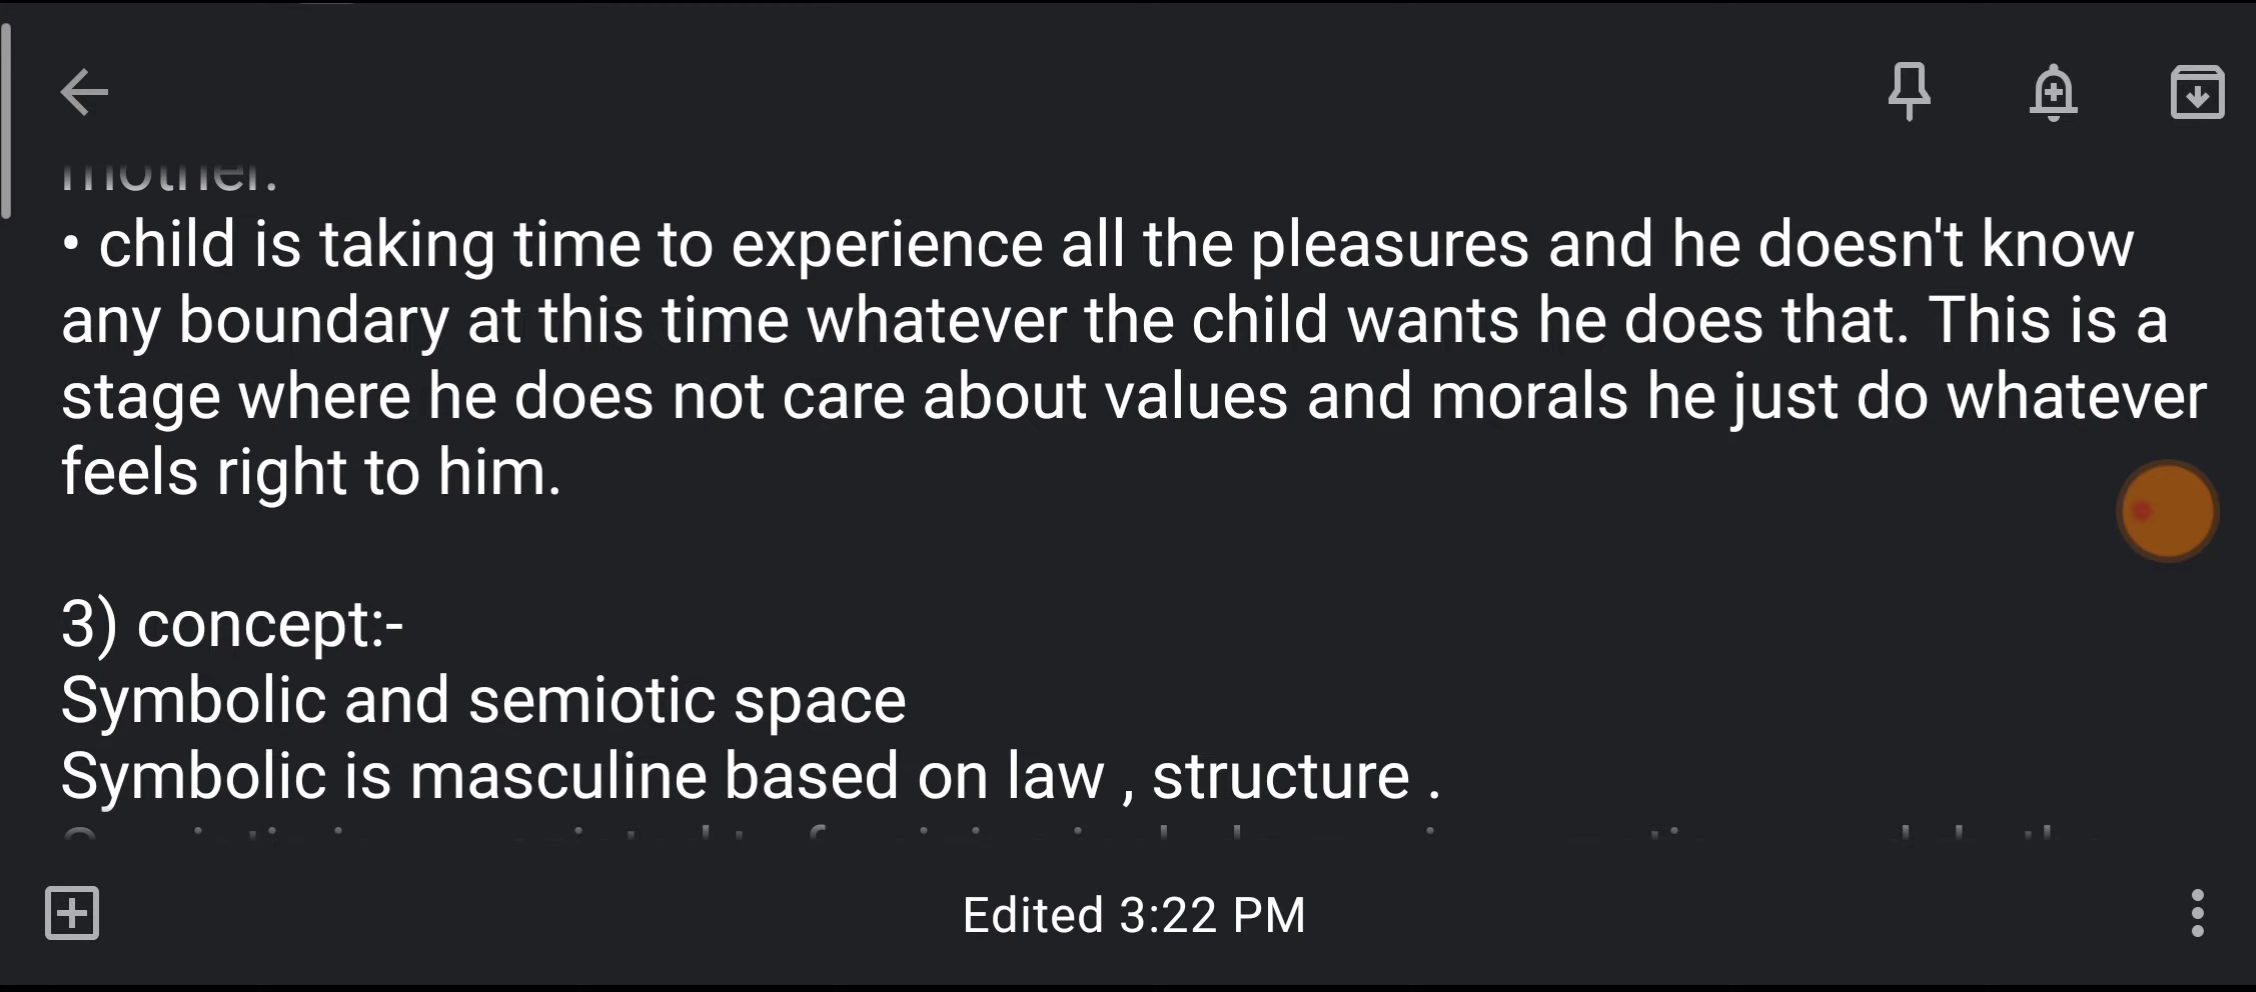 mother.
• child is taking time to experience all the pleasures and he doesn't know
any boundary at this time whatever the child wants he does that. This is a
stage where he does not care about values and morals he just do whatever
feels right to him.
3) concept:-
Symbolic and semiotic space
Symbolic is masculine based on law , structure .
Edited 3:22 PM